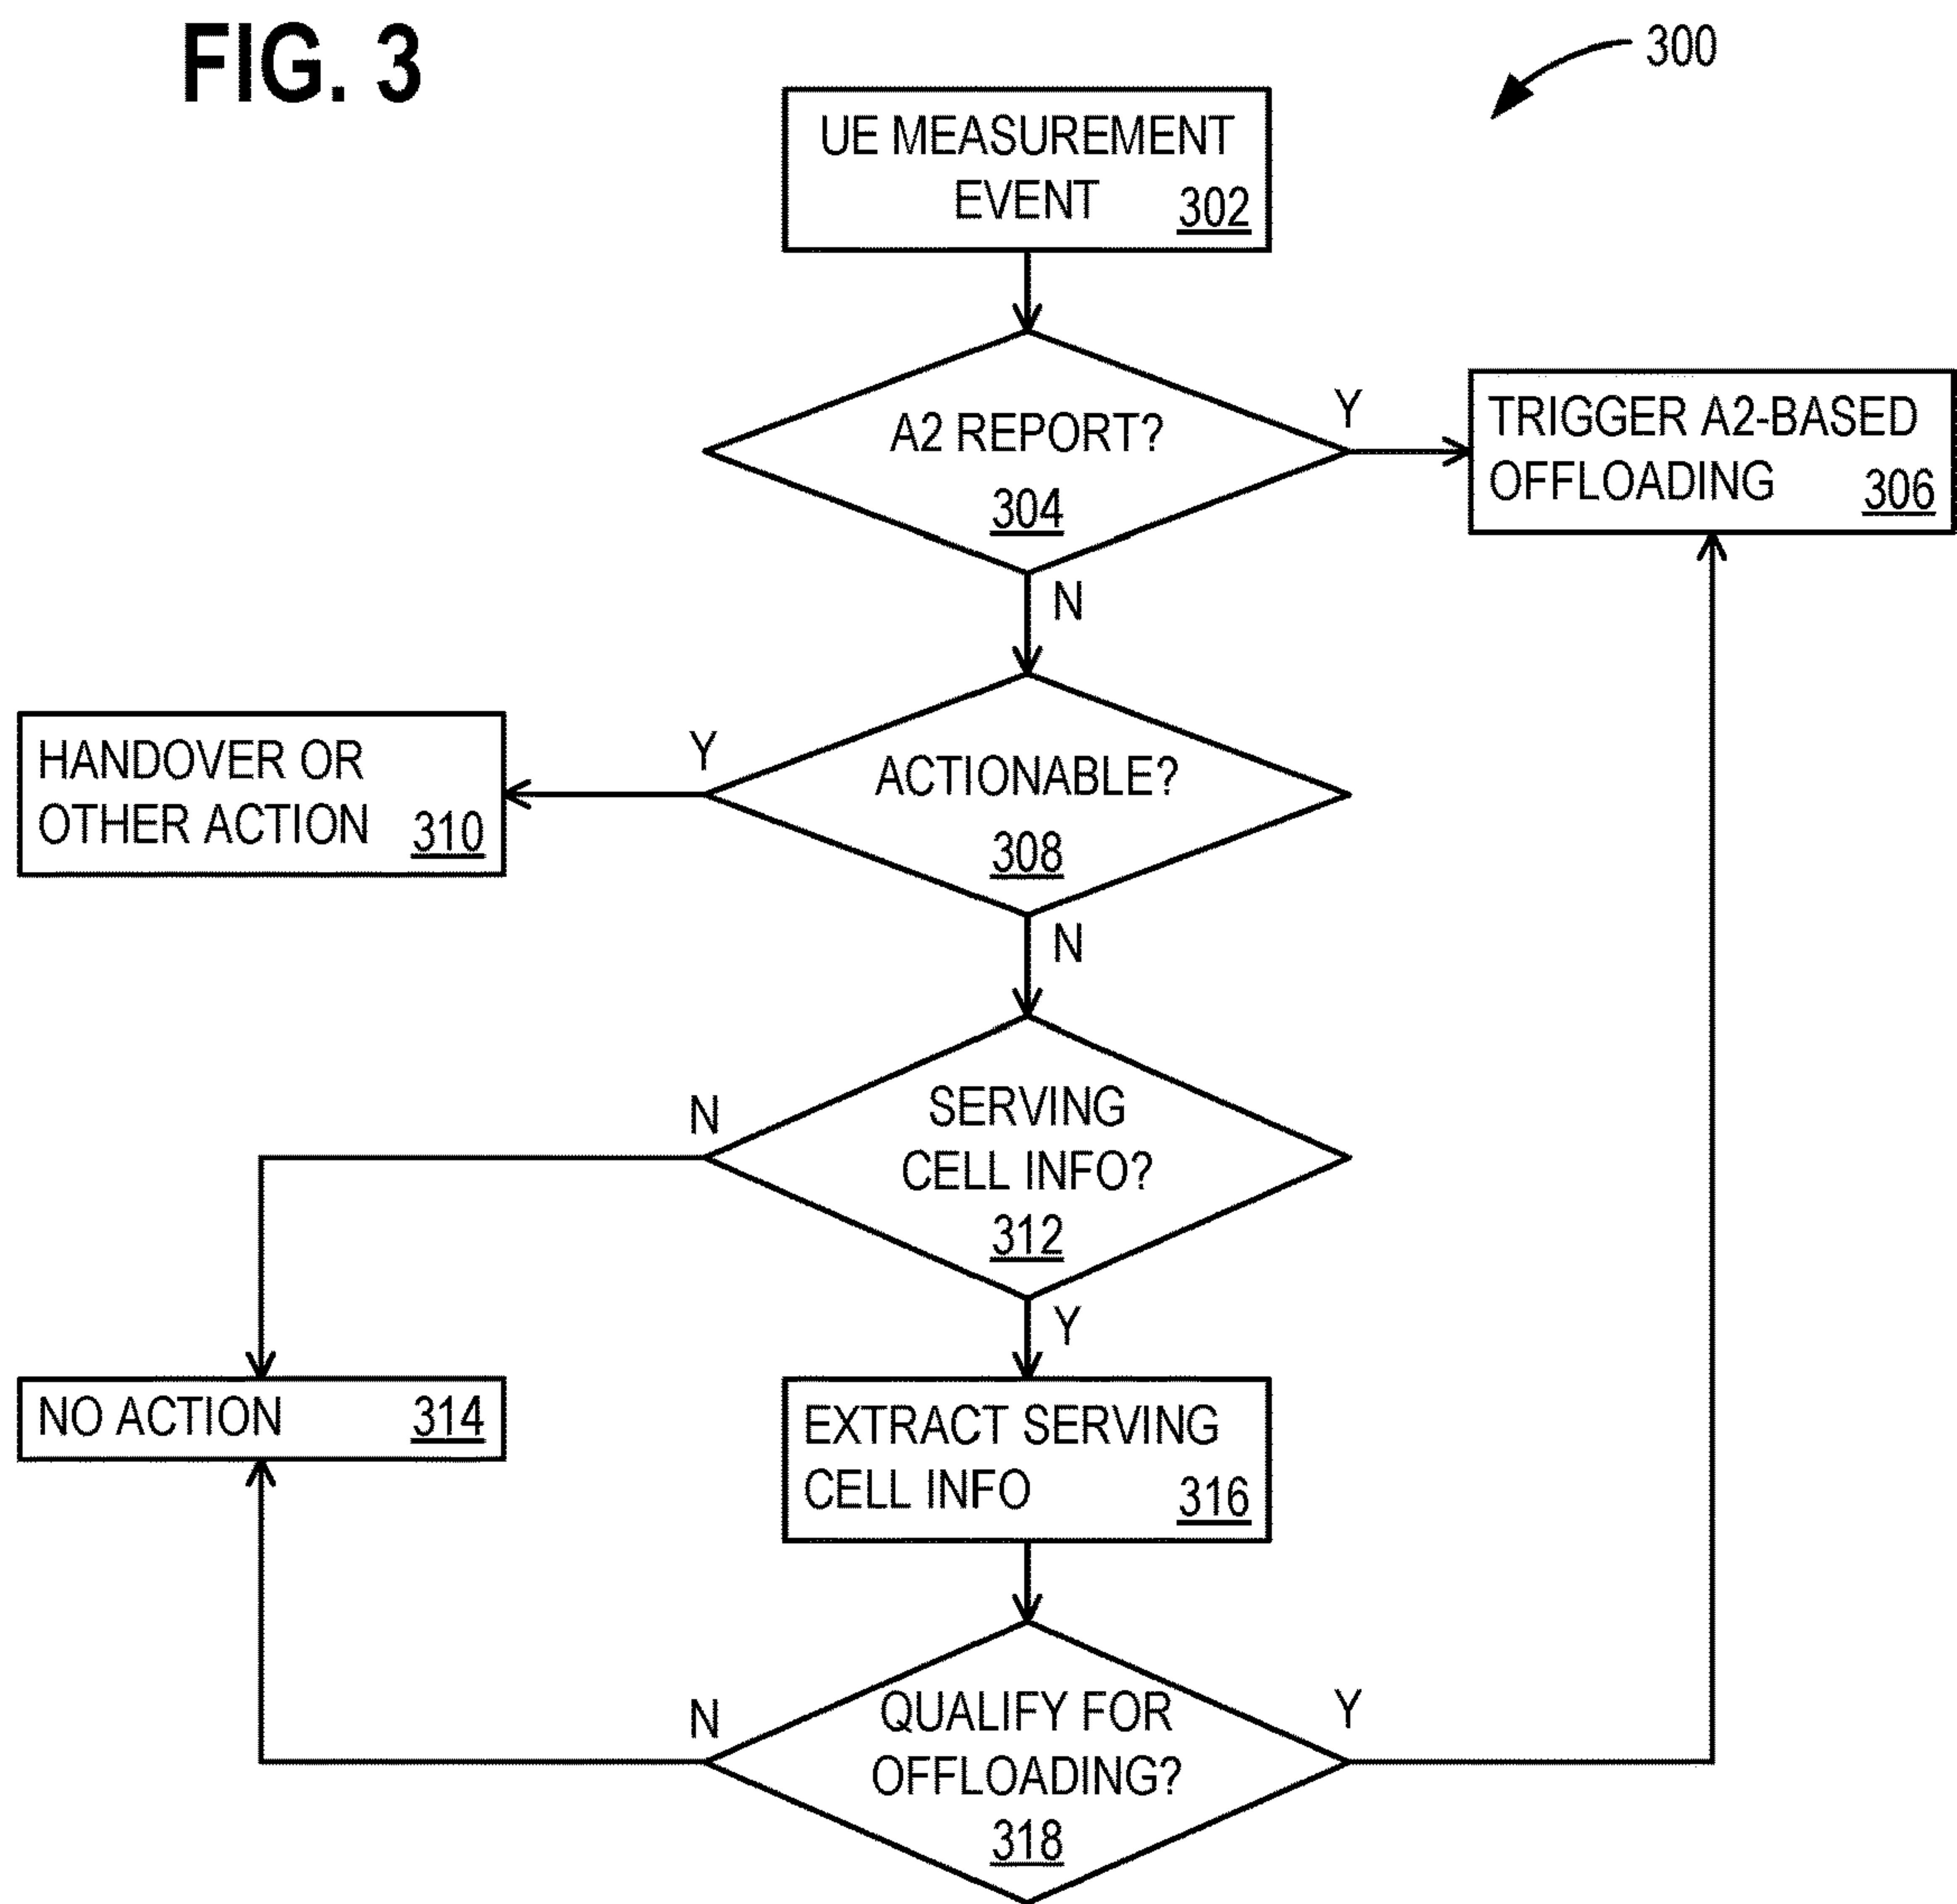 FIG. 3
300
UE MEASUREMENT
EVENT 302
A2 REPORT?
304
Y
TRIGGER A2-BASED
OFFLOADING 306
N
ACTIONABLE?
308
Y
HANDOVER OR
OTHER ACTION 310
N
SERVING
CELL INFO?
312
N
Y
NO ACTION 314
EXTRACT SERVING
CELL INFO 316
QUALIFY FOR
OFFLOADING?
318
N
Y